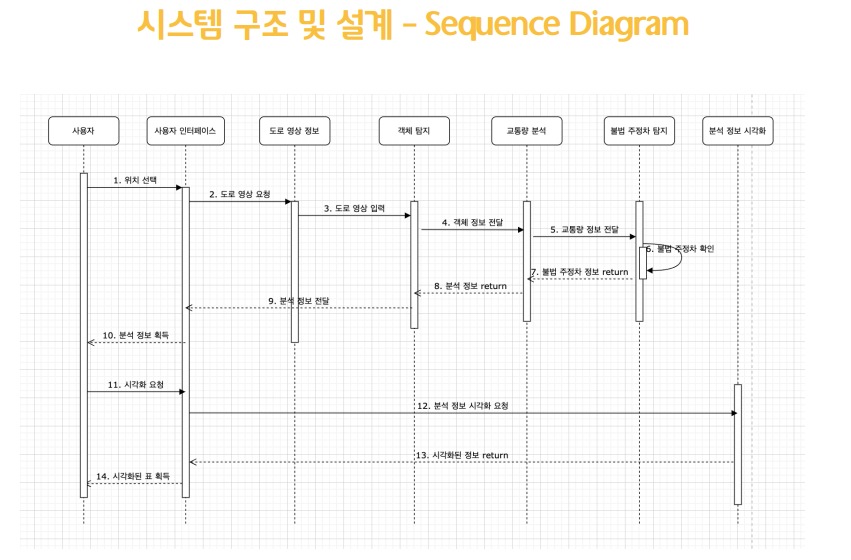 시스템 구조 및 설계 - Sequence Diagram
사용자
사용자 인터페이스
도로 영상 정보
객체 탐지
교통량 분석
불법 주정차 탐지
분석 정보 시각화
1. 위치 선택
2. 도로 영상 요청
3. 도로 영상 입력
4. 객체 정보 전달
5. 교통량 정보 전달
6. 불법 주정차 확인
7. 불법 주정차 정보 return
8. 분석 정보 return
9. 분석 정보 전달
10. 분석 정보 획득
11. 시각화 요청
12. 분석 정보 시각화 요청
13. 시각화된 정보 return
14. 시각화된 표 획득